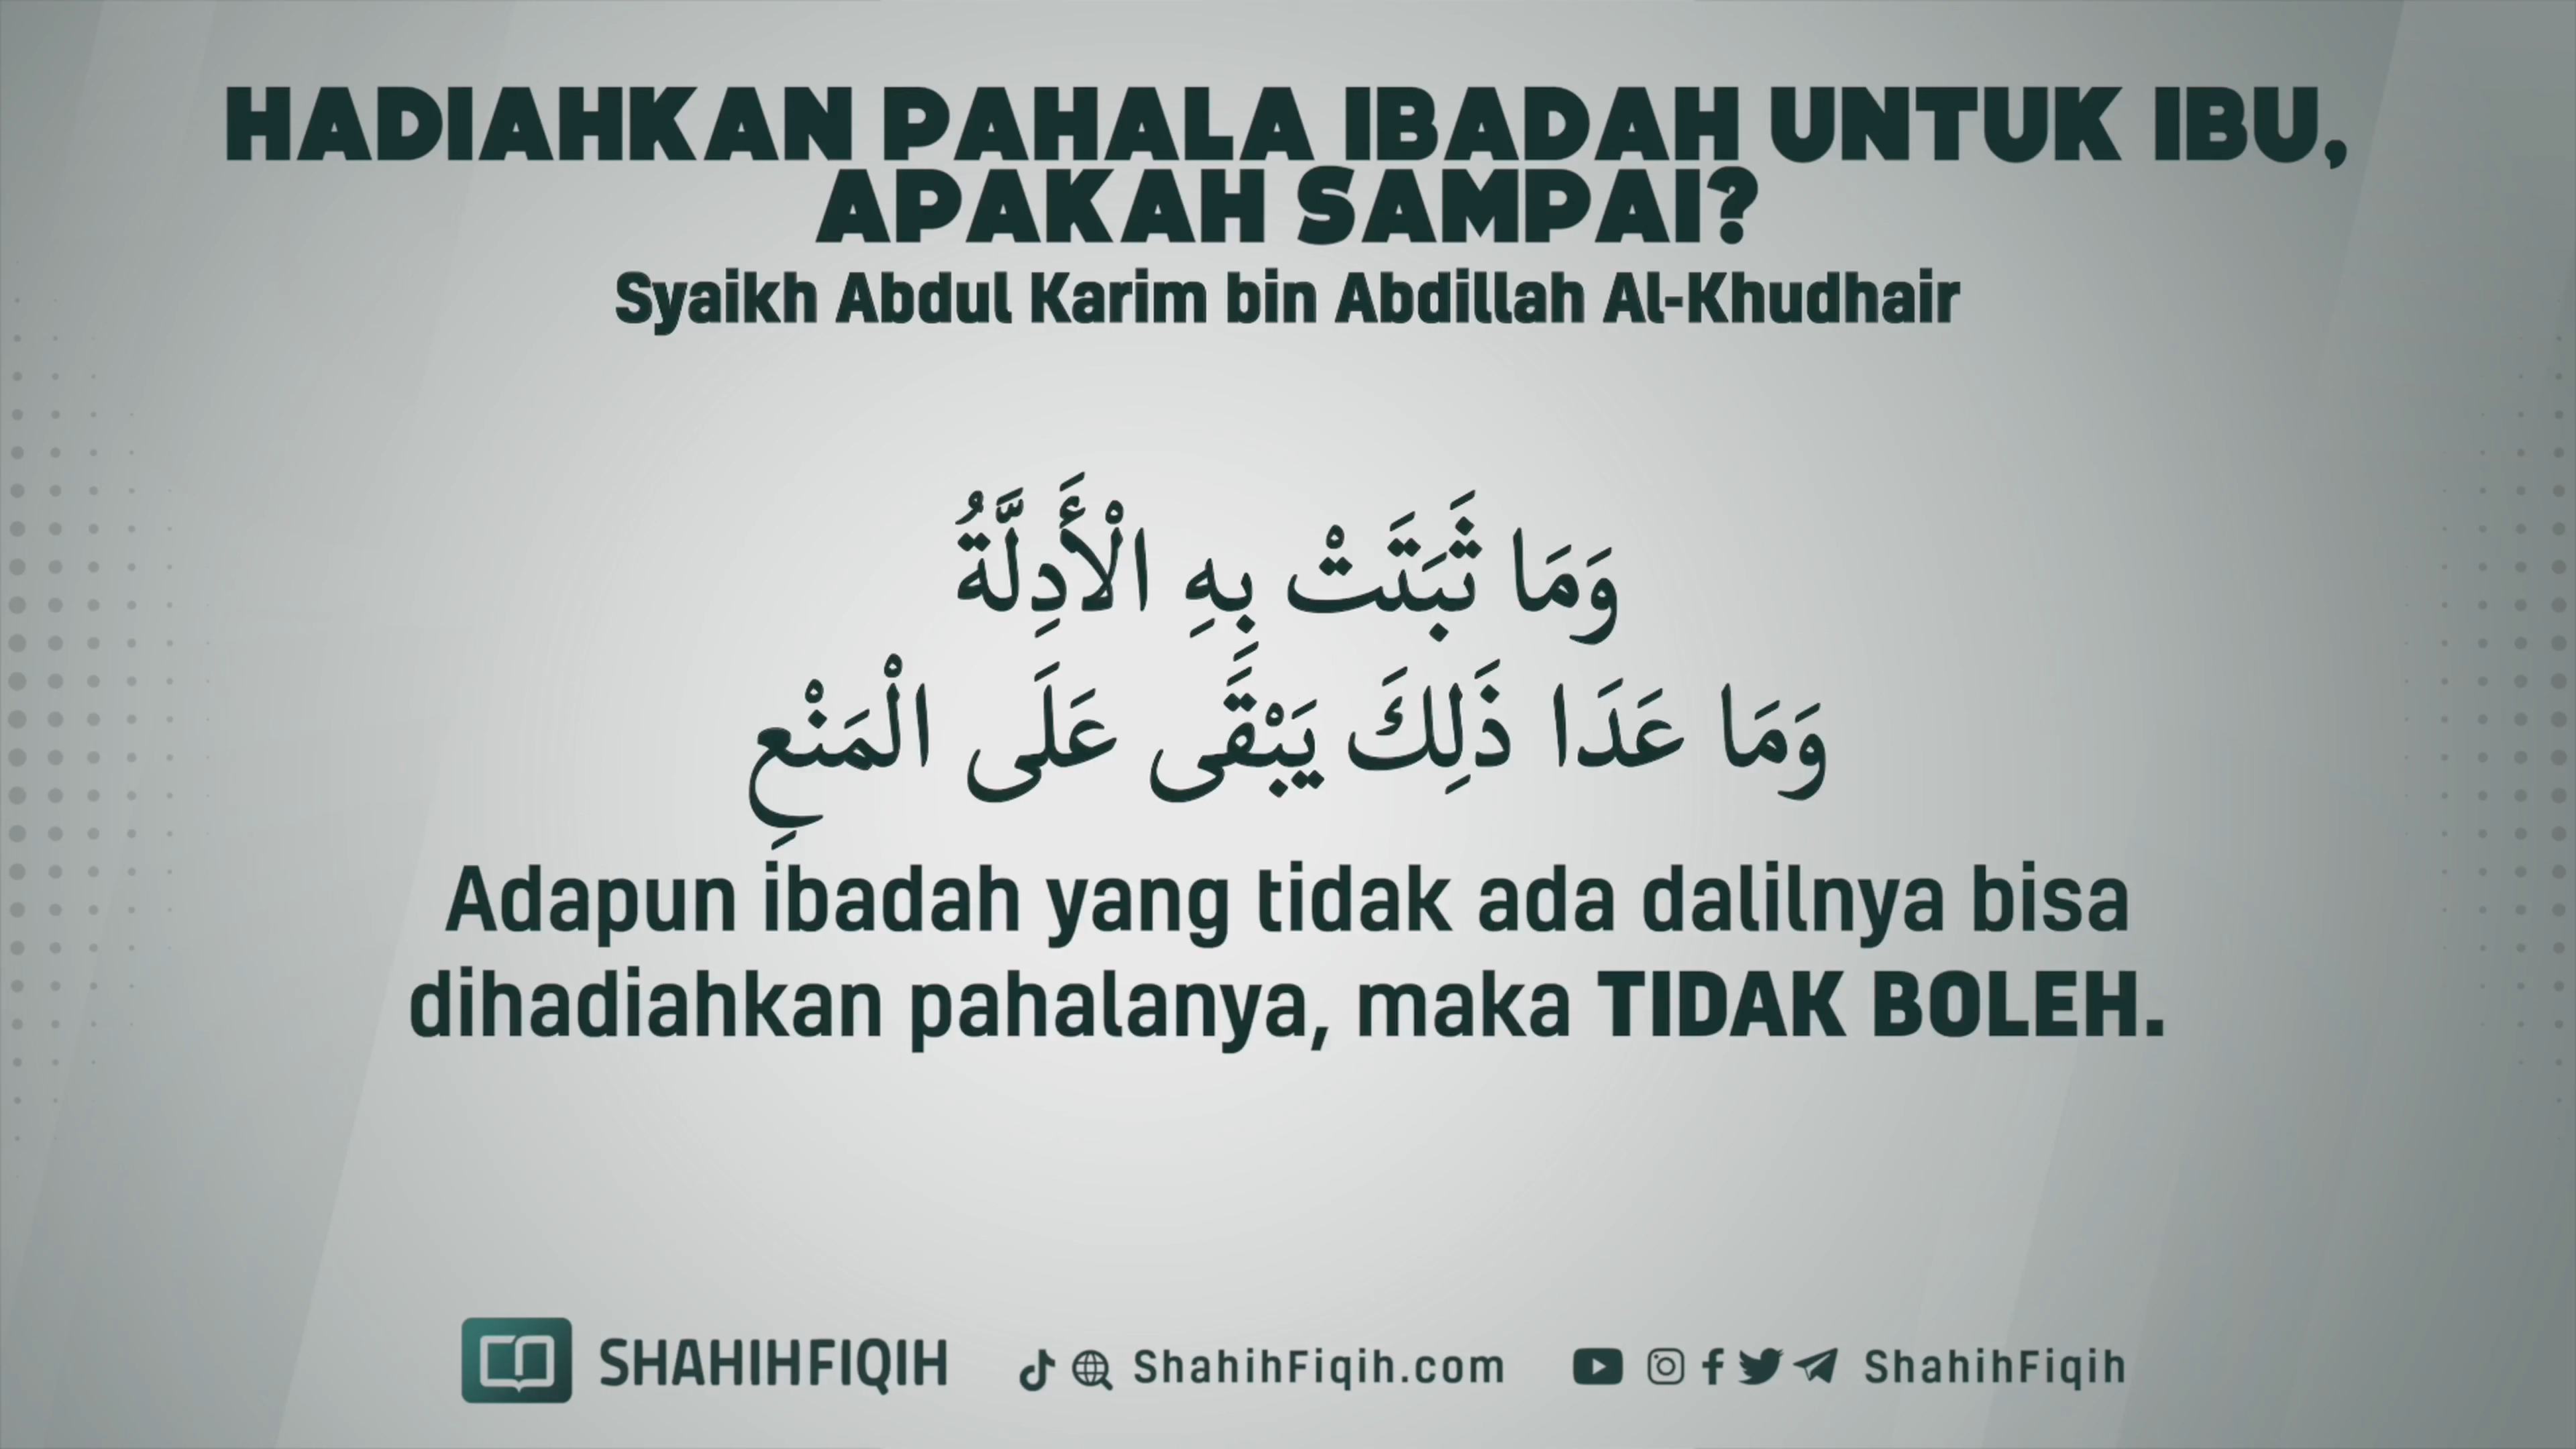 HADIAHKAN PAHALA IBADAH UNTUK IBU,
APAKAH SAMPAI?
Syaikh Abdul Karim bin Abdillah Al-Khudhair
وَمَا ثَبَتَتْ بِهِ الْأَدِلَّةُ
وَمَا عَدَا ذَلِكَ يَبْقَى عَلَى الْمَنْعِ
Adapun ibadah yang tidak ada dalilnya bisa
dihadiahkan pahalanya, maka TIDAK BOLEH.
SHAHIHFIQIH ShahihFiqih.com ShahihFiqih